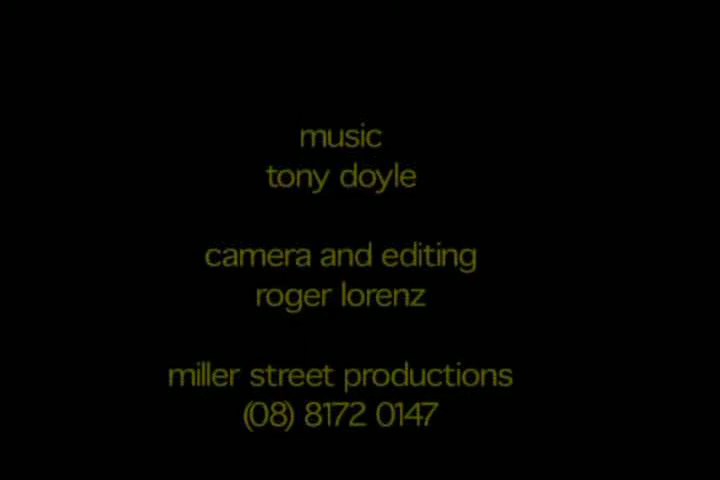 music
tony doyle
camera and editing
roger lorenz
miller street productions
(08) 8172 0147